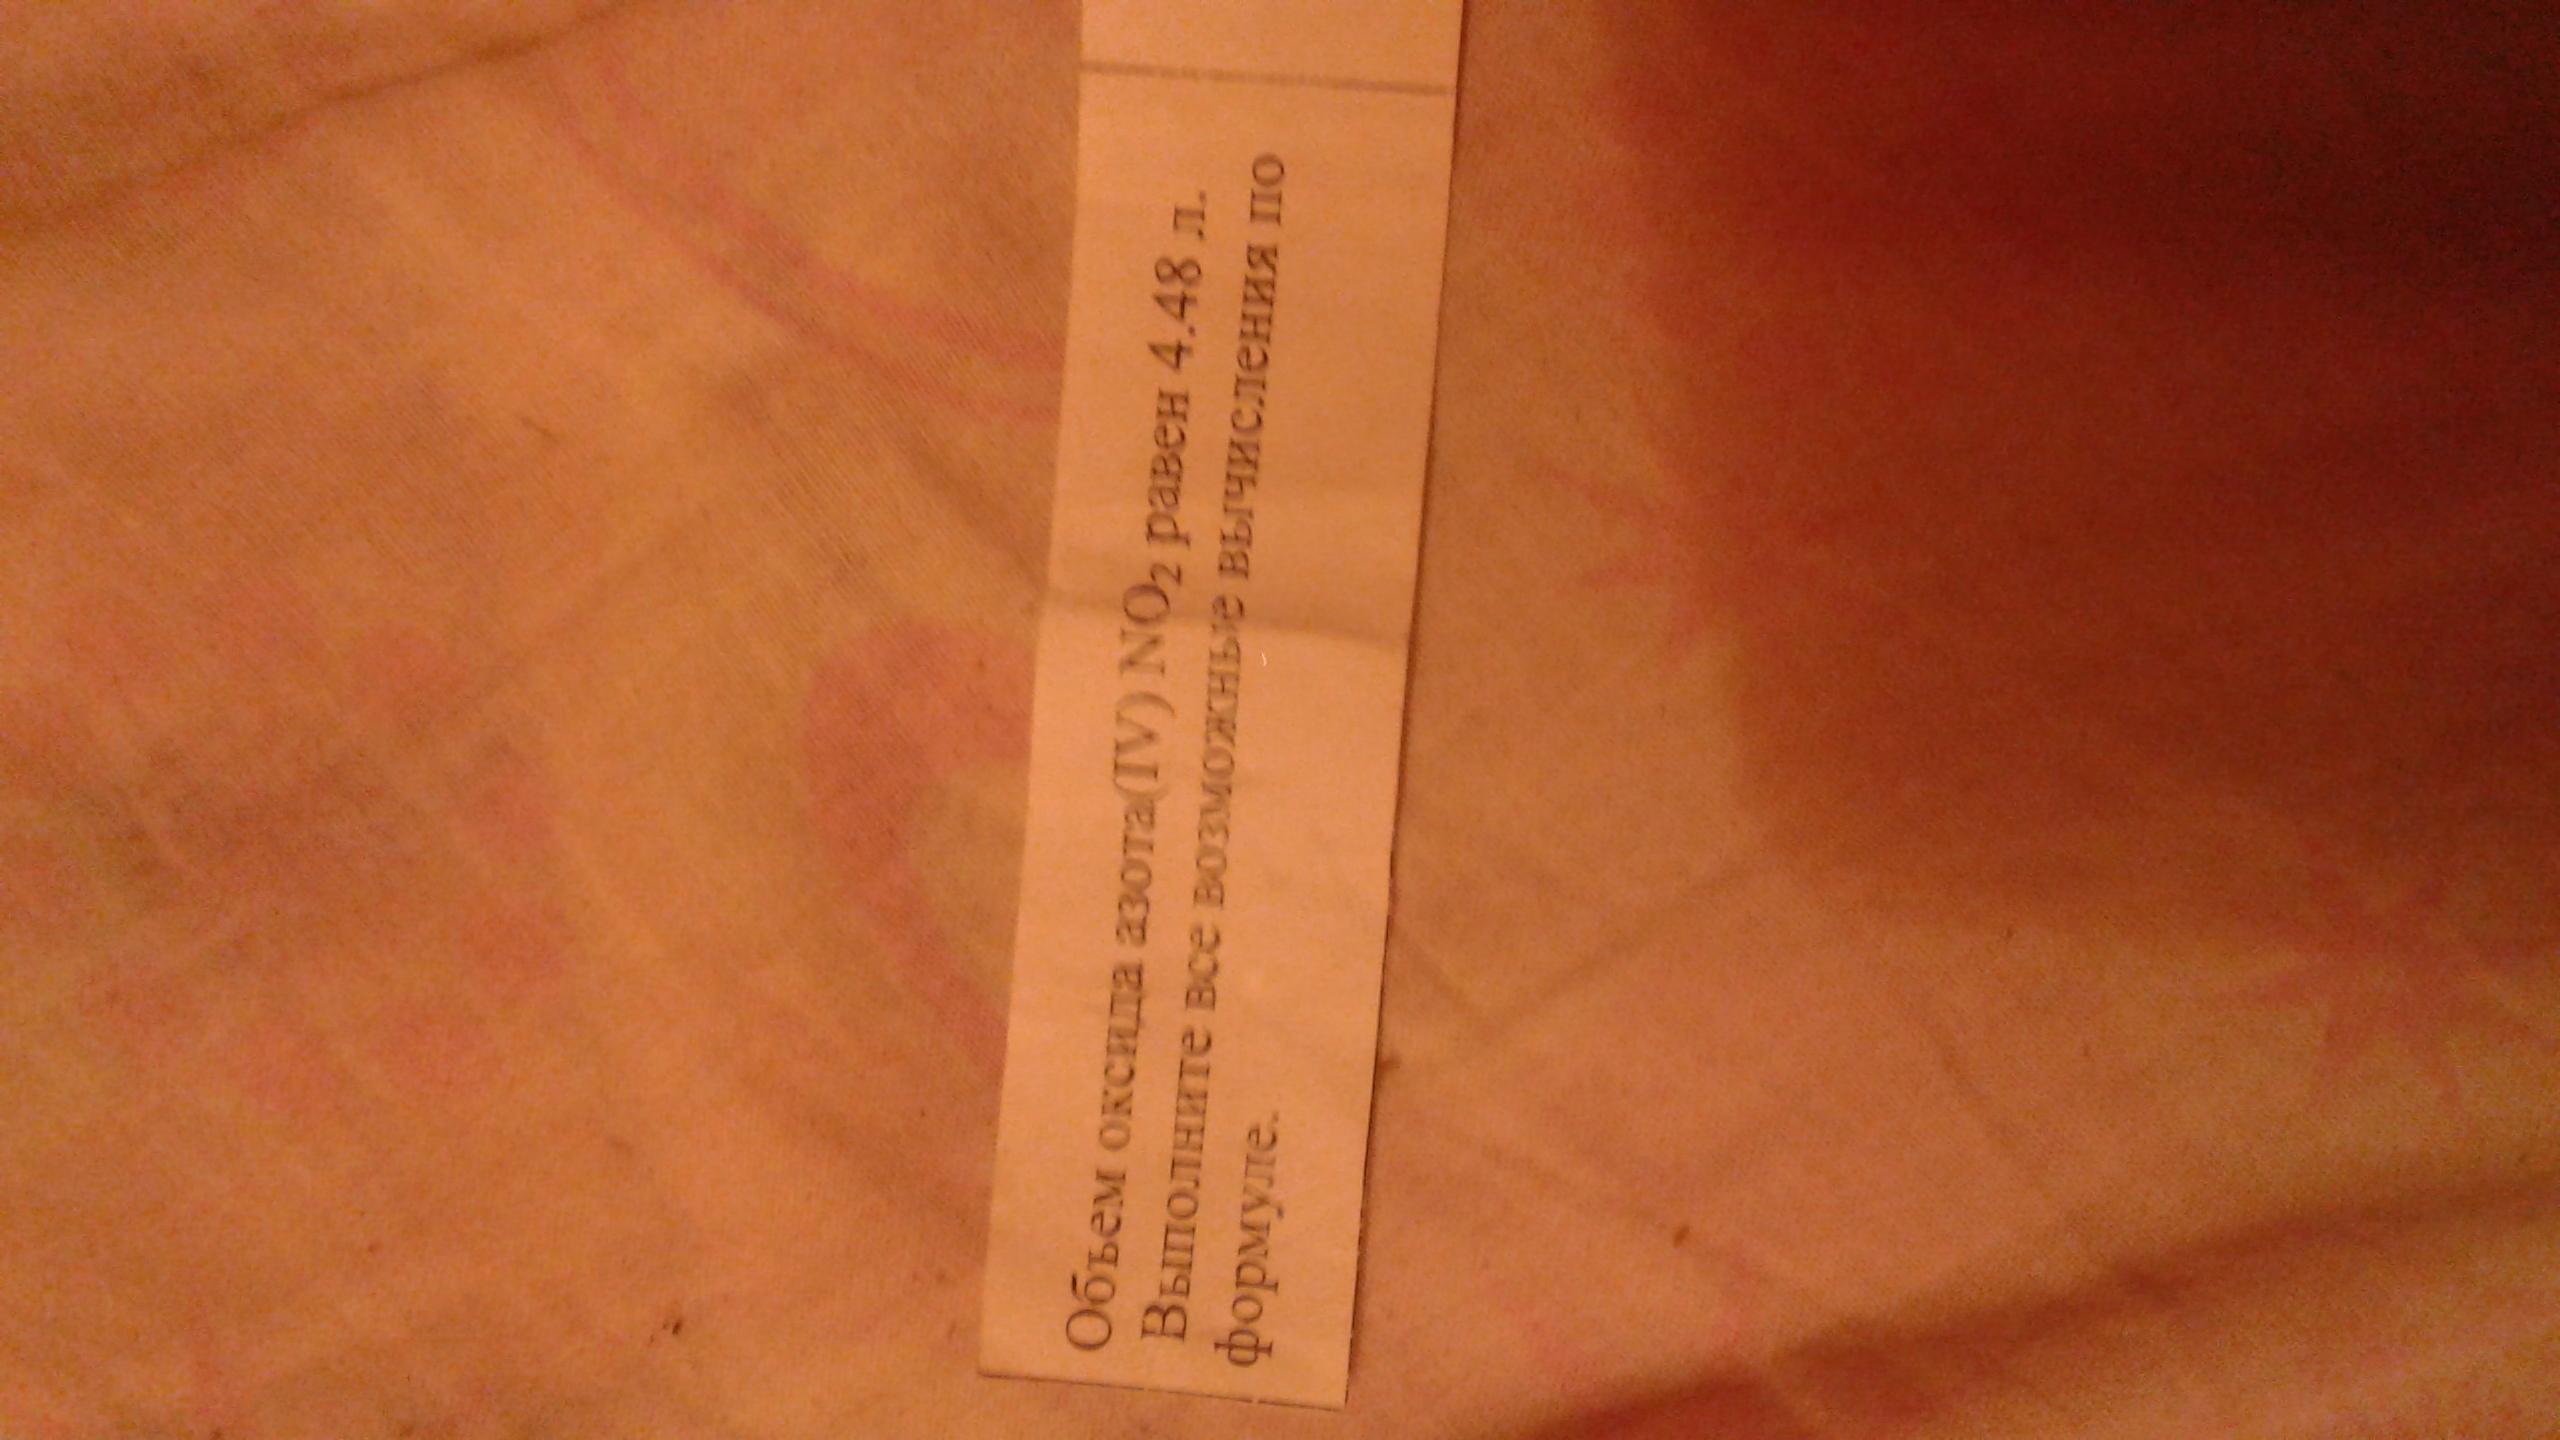 Объем оксида азота(IV) NO₂ равен 4.48 л.
Выполните все возможные вычисления по
формуле.